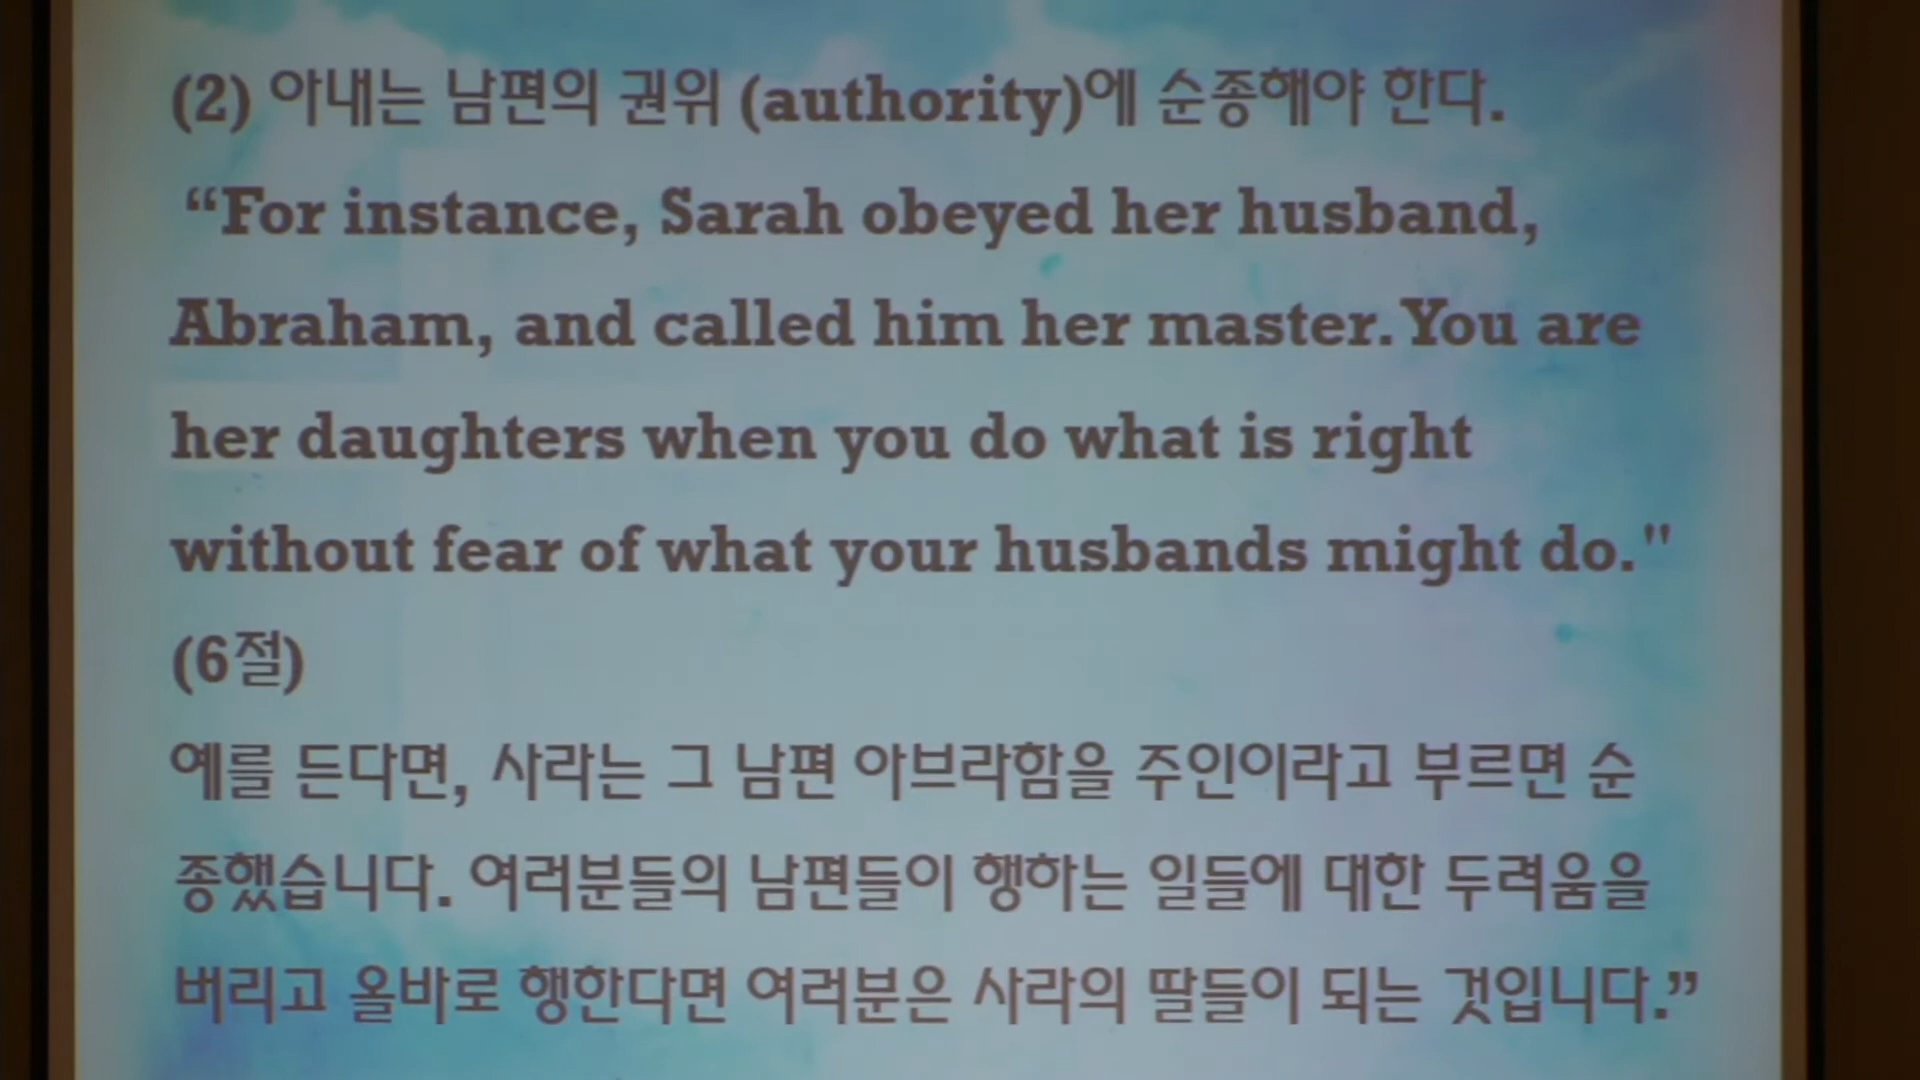 (2) 아내는 남편의 권위 (authority)에 순종해야 한다.
“For instance, Sarah obeyed her husband,
Abraham, and called him her master. You are
her daughters when you do what is right
without fear of what your husbands might do."
(6절)
예를 든다면, 사라는 그 남편 아브라함을 주인이라고 부르면 순
종했습니다. 여러분들의 남편들이 행하는 일들에 대한 두려움을
버리고 올바로 행한다면 여러분은 사라의 딸들이 되는 것입니다.”